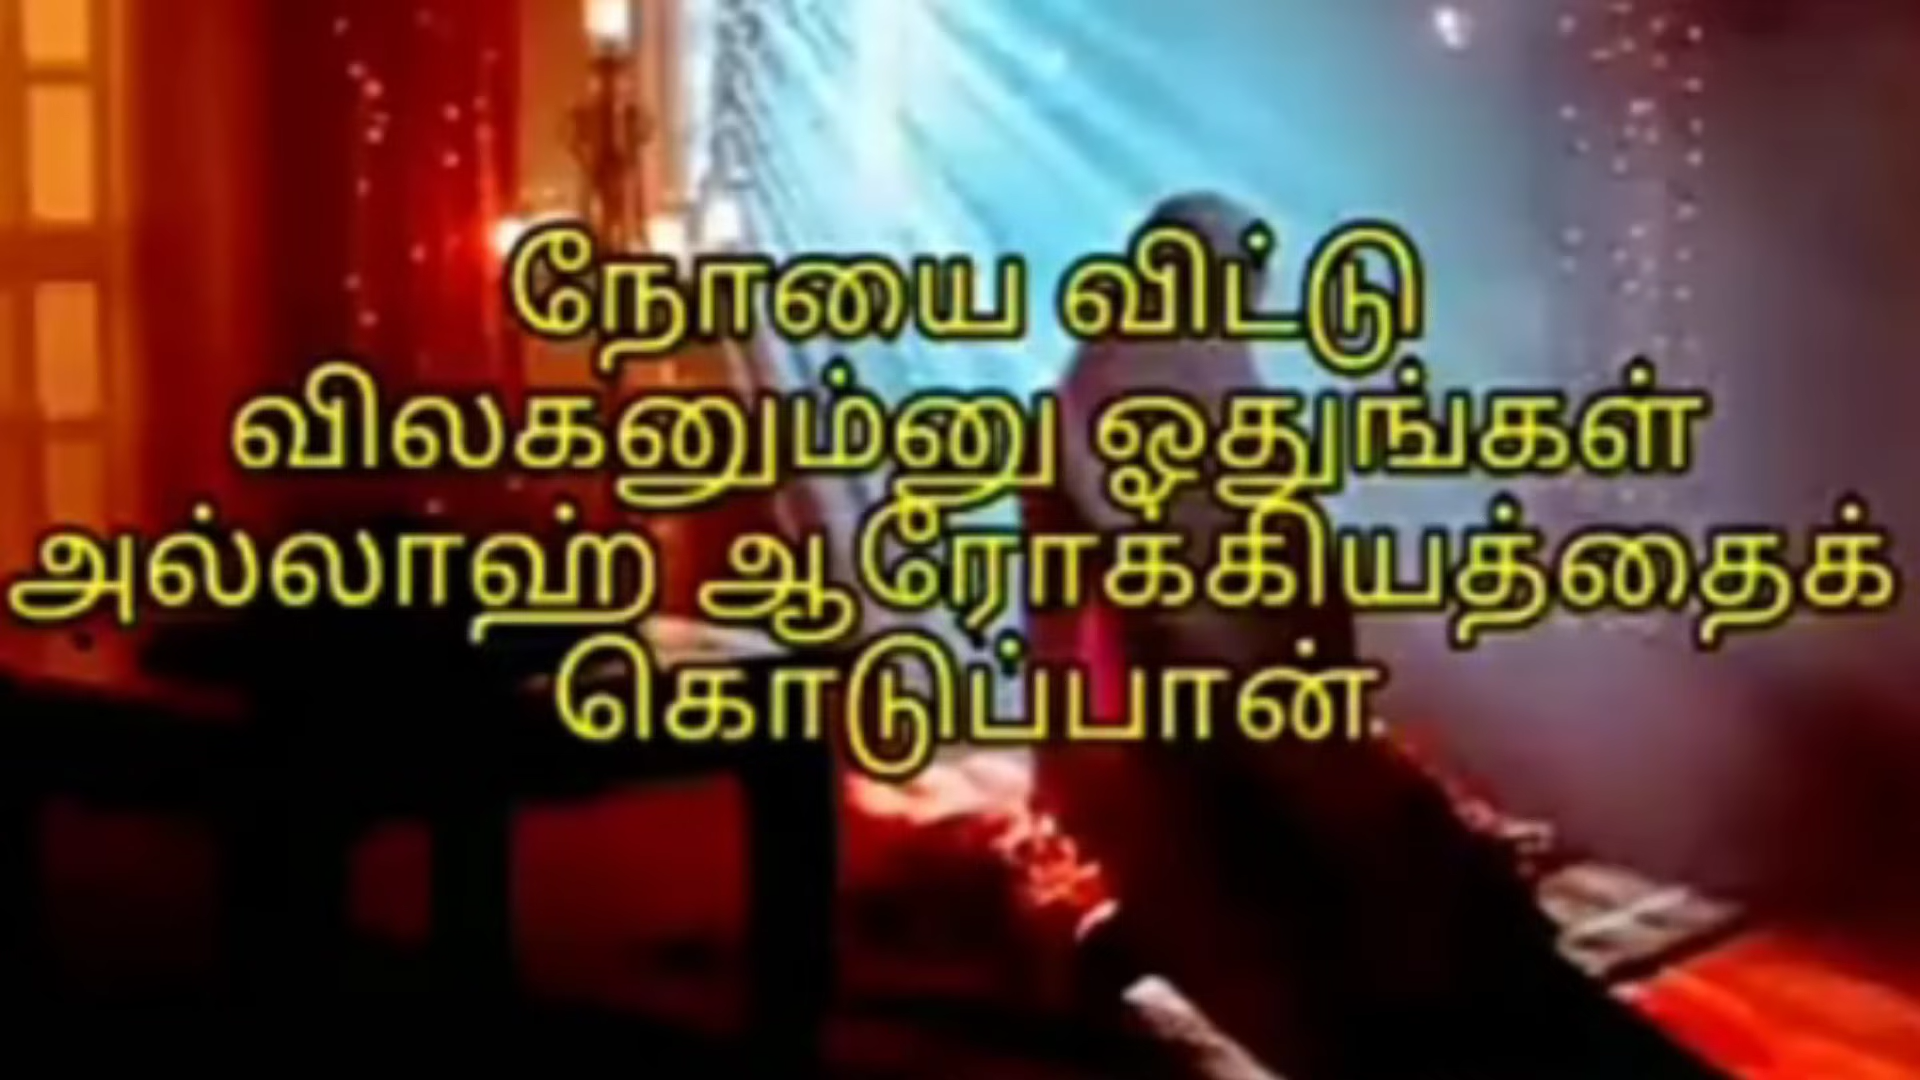 நோயை விட்டு
விலகனும்னு ஓதுங்கள்
அல்லாஹ் ஆரோக்கியத்தைக்
கொடுப்பான்